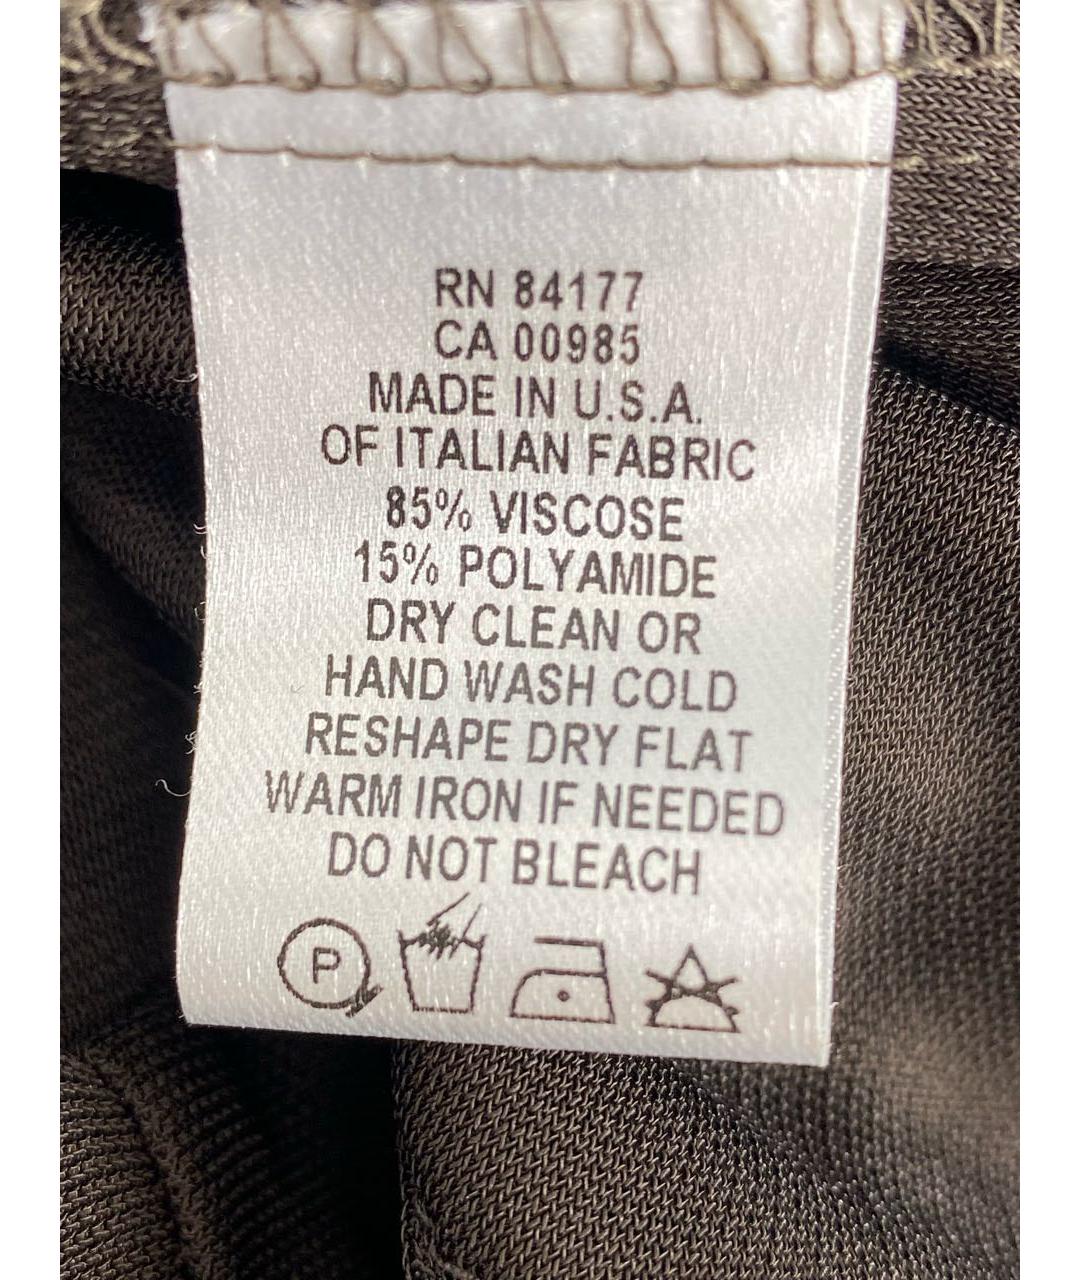 RN 84177
CA 00985
MADE IN U.S.A.
OF ITALIAN FABRIC
85% VISCOSE
15% POLYAMIDE
DRY CLEAN OR
HAND WASH COLD
RESHAPE DRY FLAT
WARM IRON IF NEEDED
DO NOT BLEACH
P